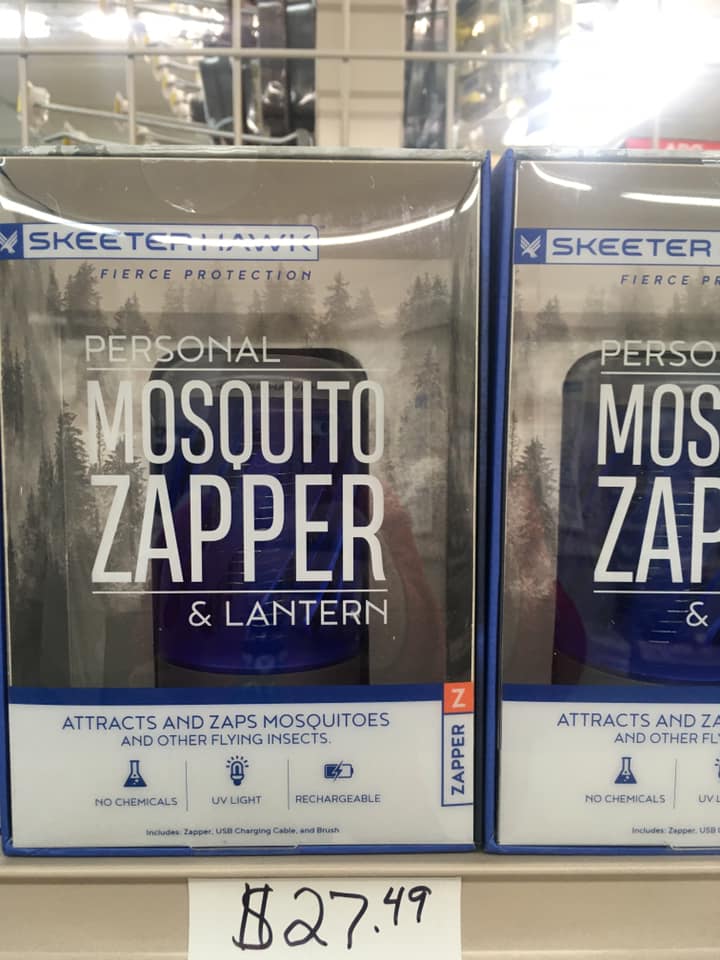 SKEETER HAWK
FIERCE PROTECTION
PERSONAL
MOSQUITO
ZAPPER
& LANTERN
ATTRACTS AND ZAPS MOSQUITOES
AND OTHER FLYING INSECTS.
NO CHEMICALS
UV LIGHT
RECHARGEABLE
Includes: Zapper, USB Charging Cable, and Brush
Z
ZAPPER
SKEETER
FIERCE PR
PERSO
MOS
ZAP
&
ATTRACTS AND ZA
AND OTHER FLY
NO CHEMICALS
UV L
Includes: Zapper, USB
$27.49